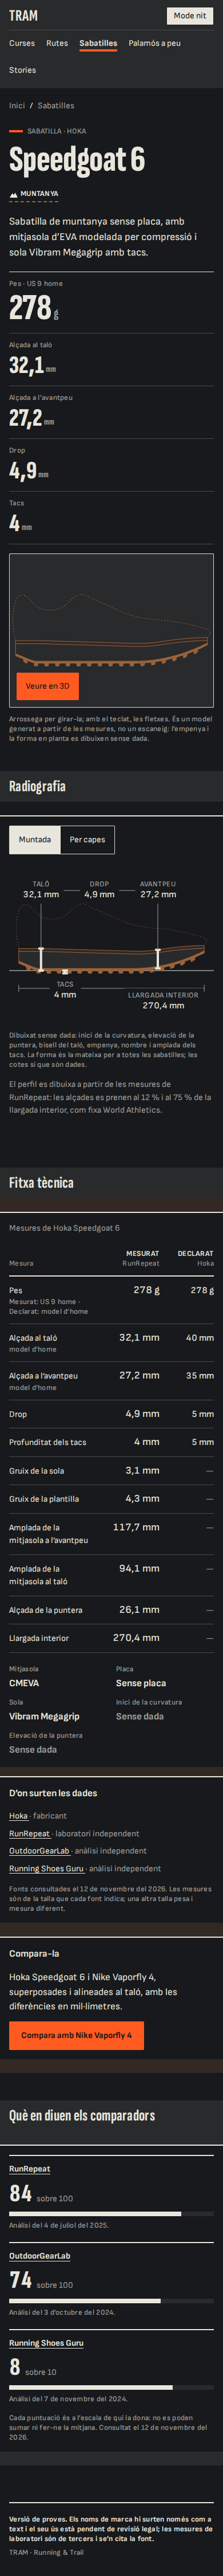 TRAM
Mode nit
Curses Rutes Sabatilles Palamós a peu
Stories
Inici / Sabatilles
SABATILLA · HOKA
Speedgoat 6
MUNTANYA
Sabatilla de muntanya sense placa, amb
mitjasola d'EVA modelada per compressió i
sola Vibram Megagrip amb tacs.
Pes · US 9 home
278 g
Alçada al taló
32,1 mm
Alçada a l'avantpeu
27,2 mm
Drop
4,9 mm
Tacs
4 mm
Veure en 3D
Arrossega per girar-la; amb el teclat, les fletxes. És un model
generat a partir de les mesures, no un escaneig: l'empenya i
la forma en planta es dibuixen sense dada.
Radiografia
Muntada Per capes
TALÓ DROP AVANTPEU
32,1 mm 4,9 mm 27,2 mm
TACS
4 mm
LLARGADA INTERIOR
270,4 mm
Dibuixat sense dada: inici de la curvatura, elevació de la
puntera, bisell del taló, empenya, nombre i amplada dels
tacs. La forma és la mateixa per a totes les sabatilles; les
cotes sí que són dades.
El perfil es dibuixa a partir de les mesures de
RunRepeat: les alçades es prenen al 12 % i al 75 % de la
llargada interior, com fixa World Athletics.
Fitxa tècnica
Mesures de Hoka Speedgoat 6
Mesura MESURAT RunRepeat DECLARAT Hoka
Pes 278 g 278 g
Mesurat: US 9 home ·
Declarat: model d'home
Alçada al taló 32,1 mm 40 mm
model d'home
Alçada a l'avantpeu 27,2 mm 35 mm
model d'home
Drop 4,9 mm 5 mm
Profunditat dels tacs 4 mm 5 mm
Gruix de la sola 3,1 mm —
Gruix de la plantilla 4,3 mm —
Amplada de la mitjasola a l'avantpeu 117,7 mm —
Amplada de la mitjasola al taló 94,1 mm —
Alçada de la puntera 26,1 mm —
Llargada interior 270,4 mm —
Mitjasola Placa
CMEVA Sense placa
Sola Inici de la curvatura
Vibram Megagrip Sense dada
Elevació de la puntera
Sense dada
D'on surten les dades
Hoka · fabricant
RunRepeat · laboratori independent
OutdoorGearLab · anàlisi independent
Running Shoes Guru · anàlisi independent
Fonts consultades el 12 de novembre del 2026. Les mesures
són de la talla que cada font indica; una altra talla pesa i
mesura diferent.
Compara-la
Hoka Speedgoat 6 i Nike Vaporfly 4,
superposades i alineades al taló, amb les
diferències en mil·límetres.
Compara amb Nike Vaporfly 4
Què en diuen els comparadors
RunRepeat
84 sobre 100
Anàlisi del 4 de juliol del 2025.
OutdoorGearLab
74 sobre 100
Anàlisi del 3 d'octubre del 2024.
Running Shoes Guru
8 sobre 10
Anàlisi del 7 de novembre del 2024.
Cada puntuació és a l'escala de qui la dona: no es poden
sumar ni fer-ne la mitjana. Consultat el 12 de novembre del
2026.
Versió de proves. Els noms de marca hi surten només com a
text i el seu ús està pendent de revisió legal; les mesures de
laboratori són de tercers i se'n cita la font.
TRAM · Running & Trail